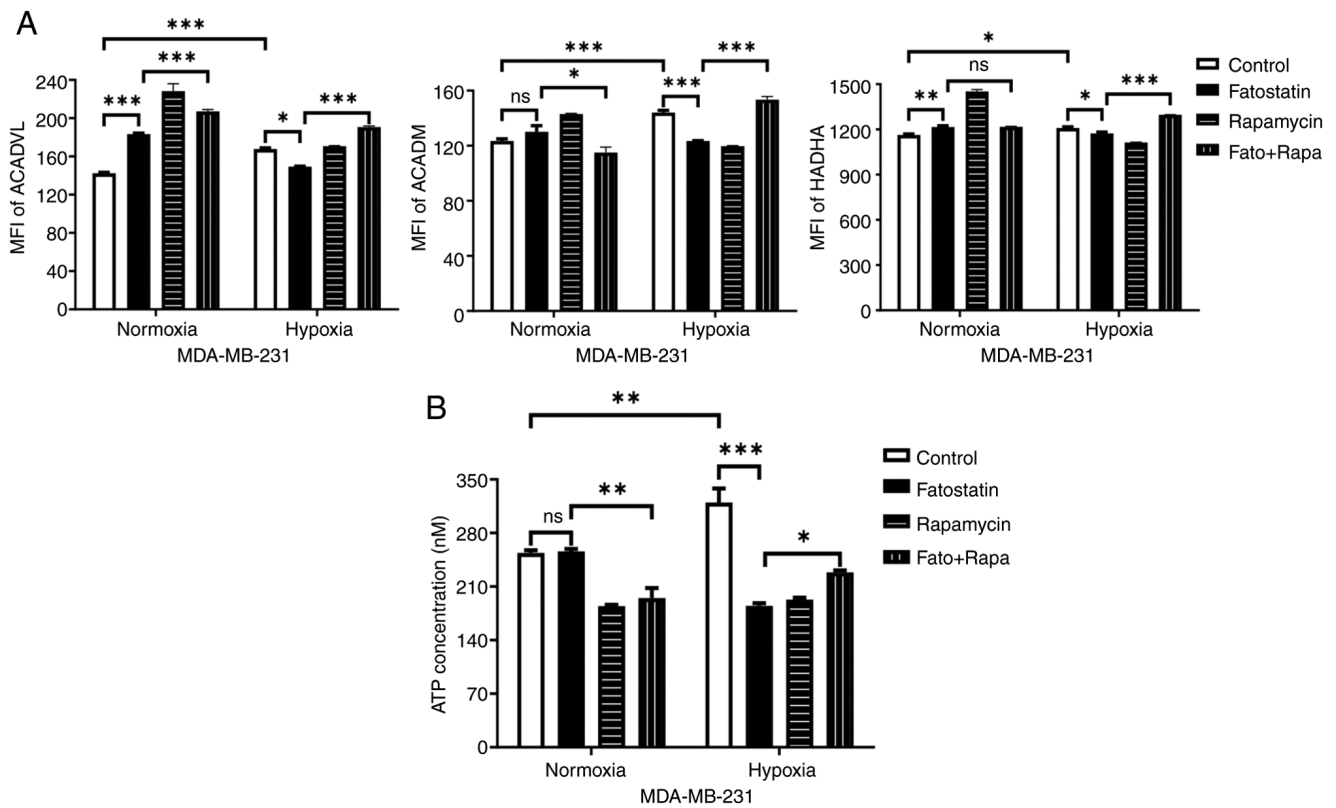 A
***
***
***
*
***
240
200
160
120
80
40
0
MFI of ACADVL
Normoxia
Hypoxia
MDA-MB-231
***
***
*
***
ns
160
120
80
40
0
MFI of ACADM
Normoxia
Hypoxia
MDA-MB-231
*
ns
***
**
*
1500
1200
900
600
300
0
MFI of HADHA
Normoxia
Hypoxia
MDA-MB-231
Control
Fatostatin
Rapamycin
Fato+Rapa
B
**
***
**
ns
*
350
280
210
140
70
0
ATP concentration (nM)
Normoxia
Hypoxia
MDA-MB-231
Control
Fatostatin
Rapamycin
Fato+Rapa